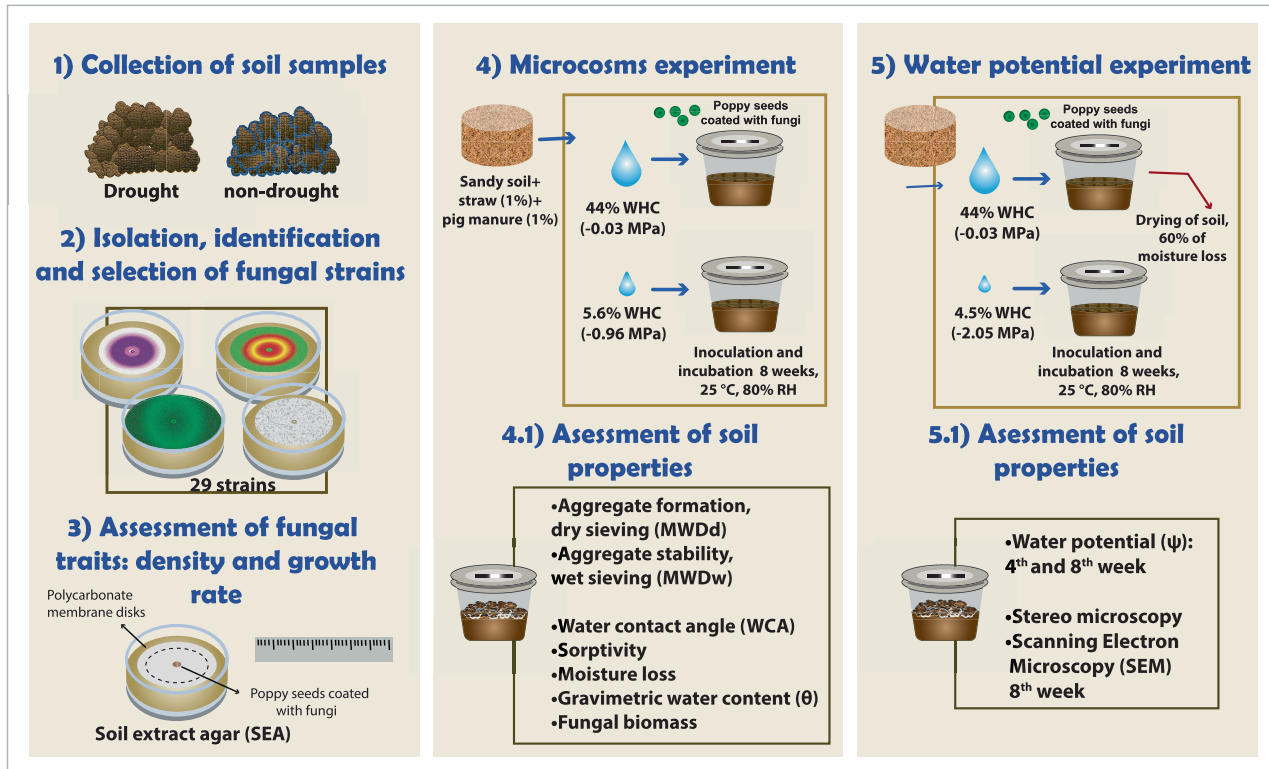 1) Collection of soil samples
Drought
non-drought
2) Isolation, identification
and selection of fungal strains
29 strains
3) Assessment of fungal
traits: density and growth
rate
Polycarbonate
membrane disks
Poppy seeds coated
with fungi
Soil extract agar (SEA)
4) Microcosms experiment
Poppy seeds
coated with fungi
Sandy soil+
straw (1%)+
pig manure (1%)
44% WHC
(-0.03 MPa)
5.6% WHC
(-0.96 MPa)
Inoculation and
incubation 8 weeks,
25 °C, 80% RH
4.1) Asessment of soil
properties
•Aggregate formation,
dry sieving (MWDd)
•Aggregate stability,
wet sieving (MWDw)
•Water contact angle (WCA)
•Sorptivity
•Moisture loss
•Gravimetric water content (θ)
•Fungal biomass
5) Water potential experiment
Poppy seeds
coated with fungi
44% WHC
(-0.03 MPa)
Drying of soil,
60% of
moisture loss
4.5% WHC
(-2.05 MPa)
Inoculation and
incubation 8 weeks,
25 °C, 80% RH
5.1) Asessment of soil
properties
•Water potential (ψ):
4th and 8th week
•Stereo microscopy
•Scanning Electron
Microscopy (SEM)
8th week